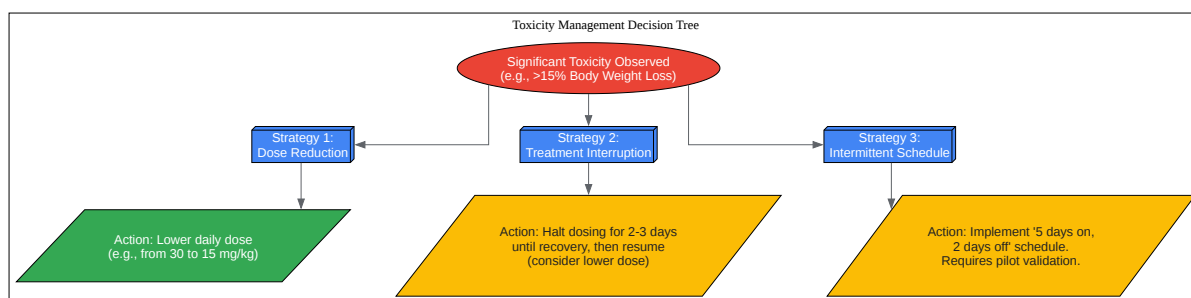 Toxicity Management Decision Tree
Significant Toxicity Observed
(e.g., >15% Body Weight Loss)
Strategy 1:
Dose Reduction
Strategy 2:
Treatment Interruption
Strategy 3:
Intermittent Schedule
Action: Lower daily dose
(e.g., from 30 to 15 mg/kg)
Action: Halt dosing for 2-3 days
until recovery, then resume
(consider lower dose)
Action: Implement '5 days on,
2 days off' schedule.
Requires pilot validation.